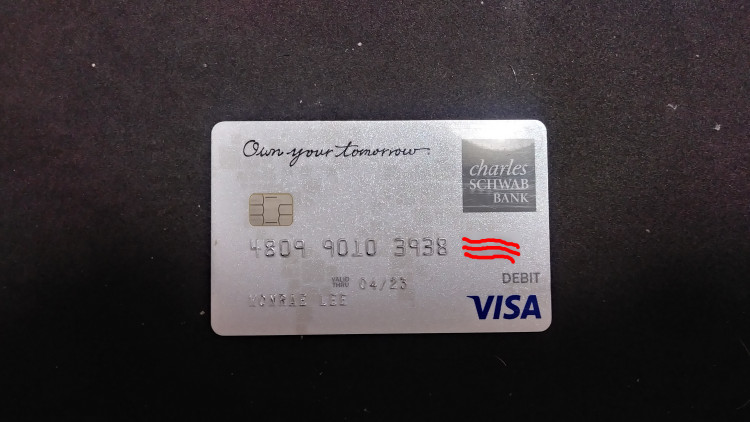 Own your tomorrow.
charles
SCHWAB
BANK
4809 9010 3938
DEBIT
VALID
THRU 04/23
LEE
VISA